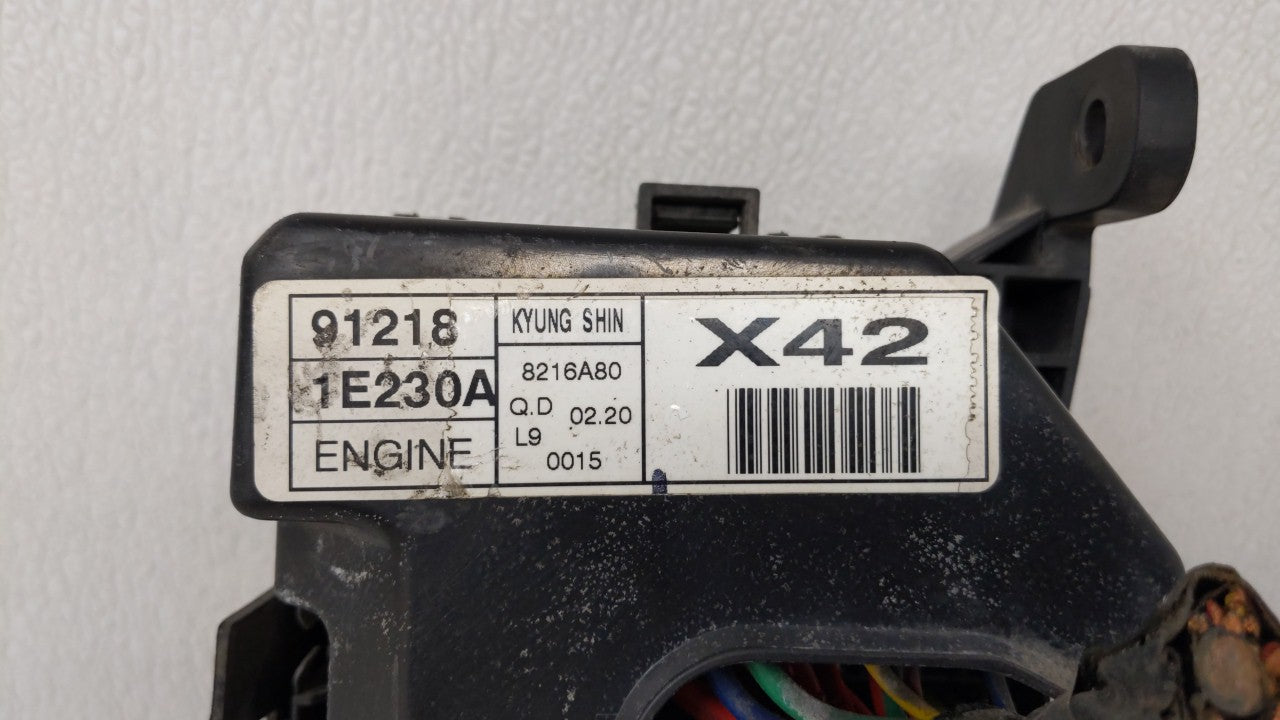 91218
1E230A
ENGINE
KYUNG SHIN
8216A80
Q.D 02.20
L9
0015
X42